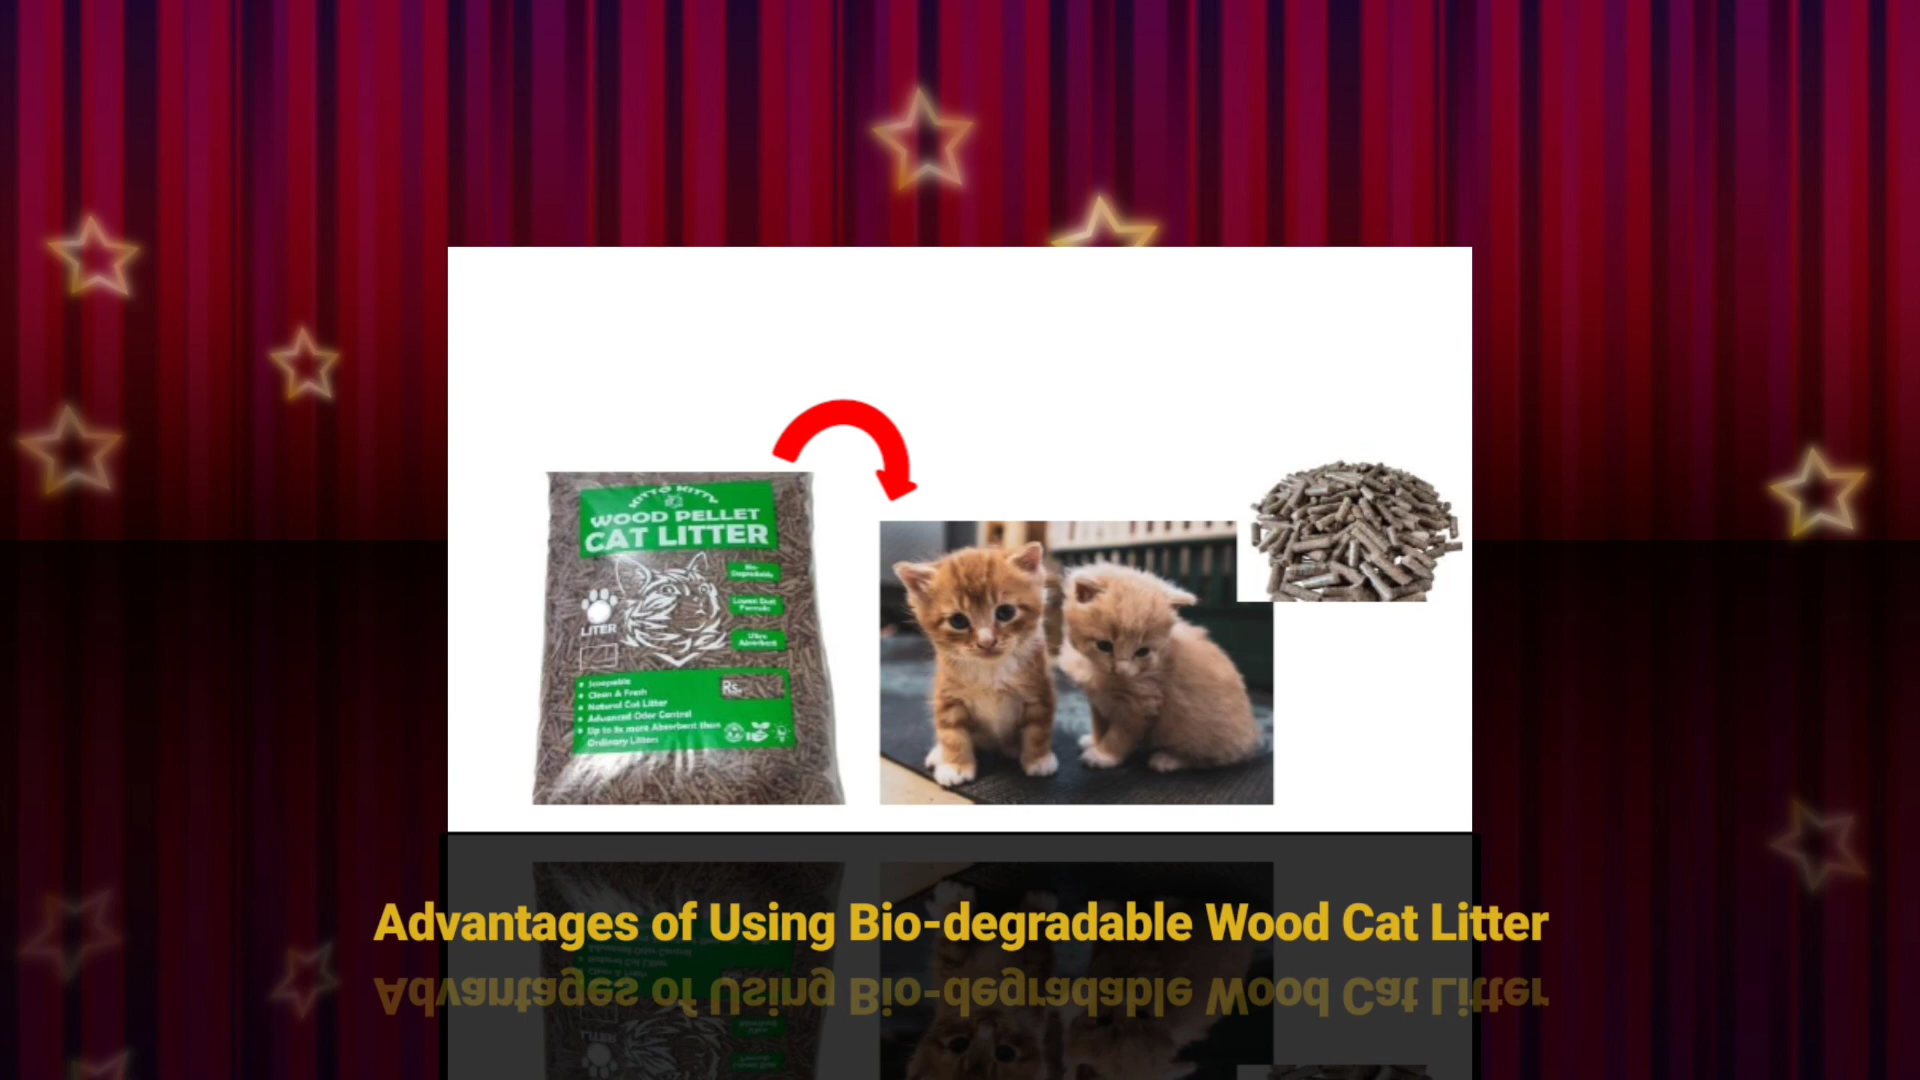 KITTO KITTY
WOOD PELLET
CAT LITTER
Bio-
Degradable
Lowest Dust
Formula
Ultra
Absorbent
LITER
Rs.
• Scoopable
• Clean & Fresh
• Natural Cat Litter
• Advanced Odor Control
• Up to more Absorbent than
Ordinary Litters
Advantages of Using Bio-degradable Wood Cat Litter